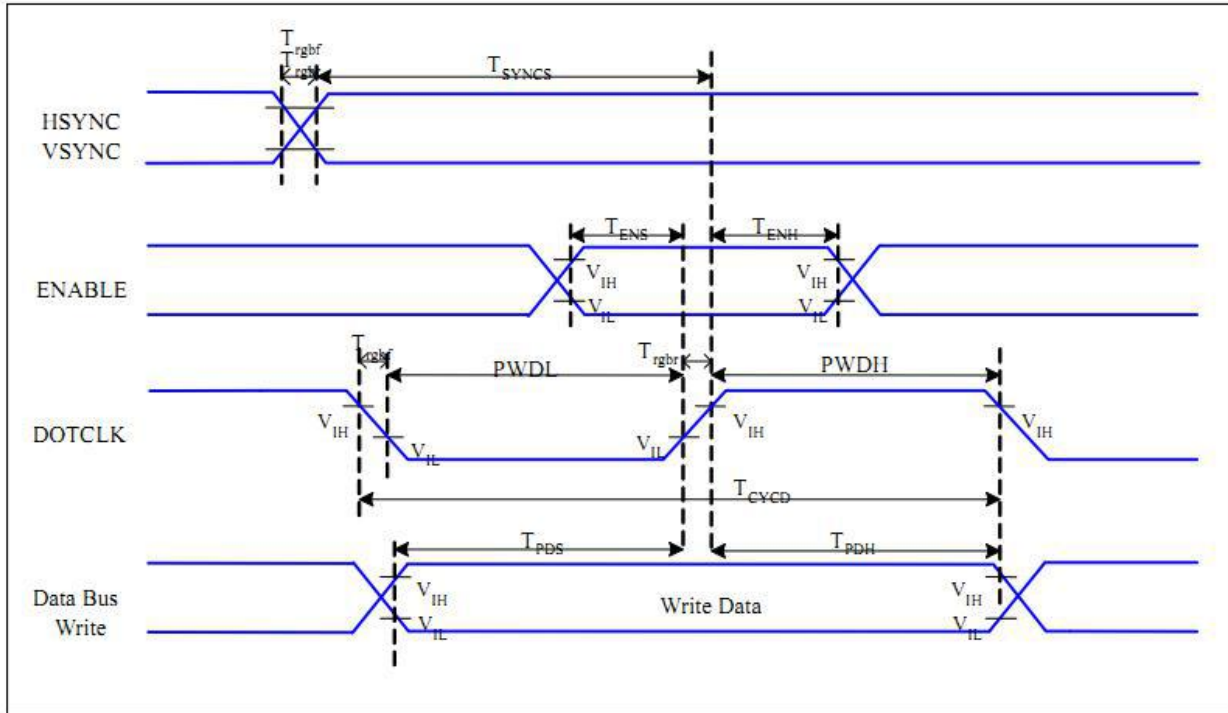 Trgbf
Trgbr
TSYNCS
HSYNC
VSYNC
TENS
TENH
VIH
VIH
ENABLE
VIL
VIL
Trgbf
Trgbr
PWDL
PWDH
VIH
VIH
VIH
DOTCLK
VIL
VIL
TCYCD
TPDS
TPDH
VIH
VIH
Data Bus
Write Data
Write
VIL
VIL